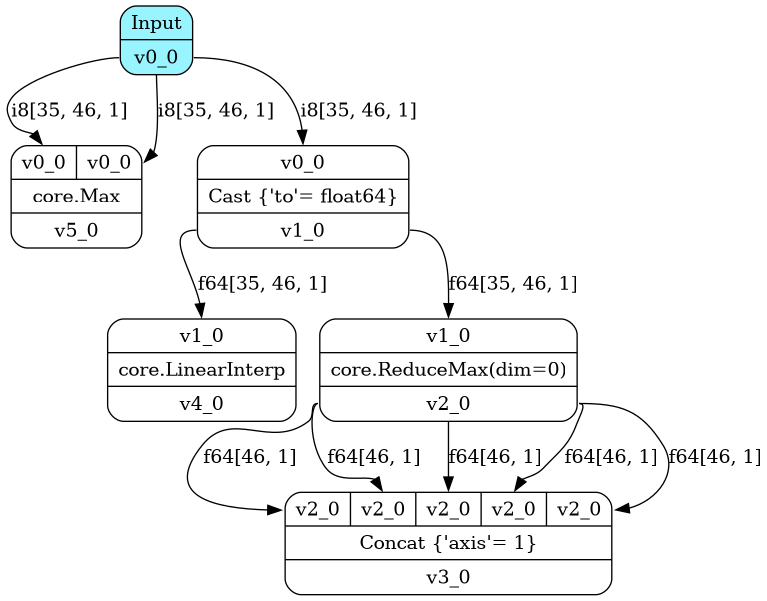 Input
v0_0
i8[35, 46, 1] i8[35, 46, 1] i8[35, 46, 1]
v0_0 v0_0
core.Max
v5_0
v0_0
Cast {'to'= float64}
v1_0
f64[35, 46, 1] f64[35, 46, 1]
v1_0
core.LinearInterp
v4_0
v1_0
core.ReduceMax(dim=0)
v2_0
f64[46, 1] f64[46, 1] f64[46, 1] f64[46, 1] f64[46, 1]
v2_0 v2_0 v2_0 v2_0 v2_0
Concat {'axis'= 1}
v3_0